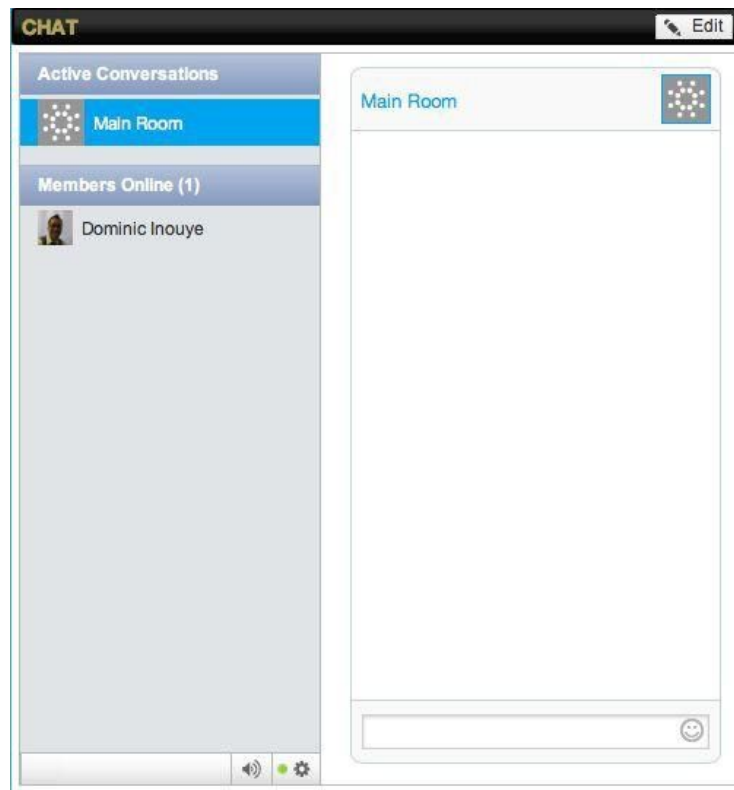 CHAT
Edit
Active Conversations
Main Room
Members Online (1)
Dominic Inouye
Main Room